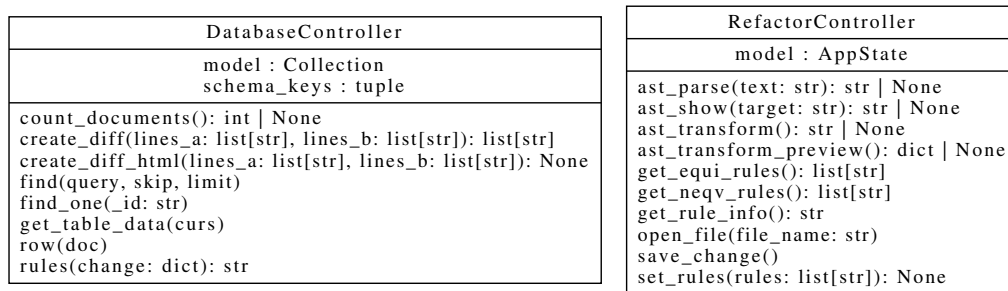 DatabaseController
model : Collection
schema_keys : tuple
count_documents(): int | None
create_diff(lines_a: list[str], lines_b: list[str]): list[str]
create_diff_html(lines_a: list[str], lines_b: list[str]): None
find(query, skip, limit)
find_one(_id: str)
get_table_data(curs)
row(doc)
rules(change: dict): str
RefactorController
model : AppState
ast_parse(text: str): str | None
ast_show(target: str): str | None
ast_transform(): str | None
ast_transform_preview(): dict | None
get_equi_rules(): list[str]
get_neqv_rules(): list[str]
get_rule_info(): str
open_file(file_name: str)
save_change()
set_rules(rules: list[str]): None